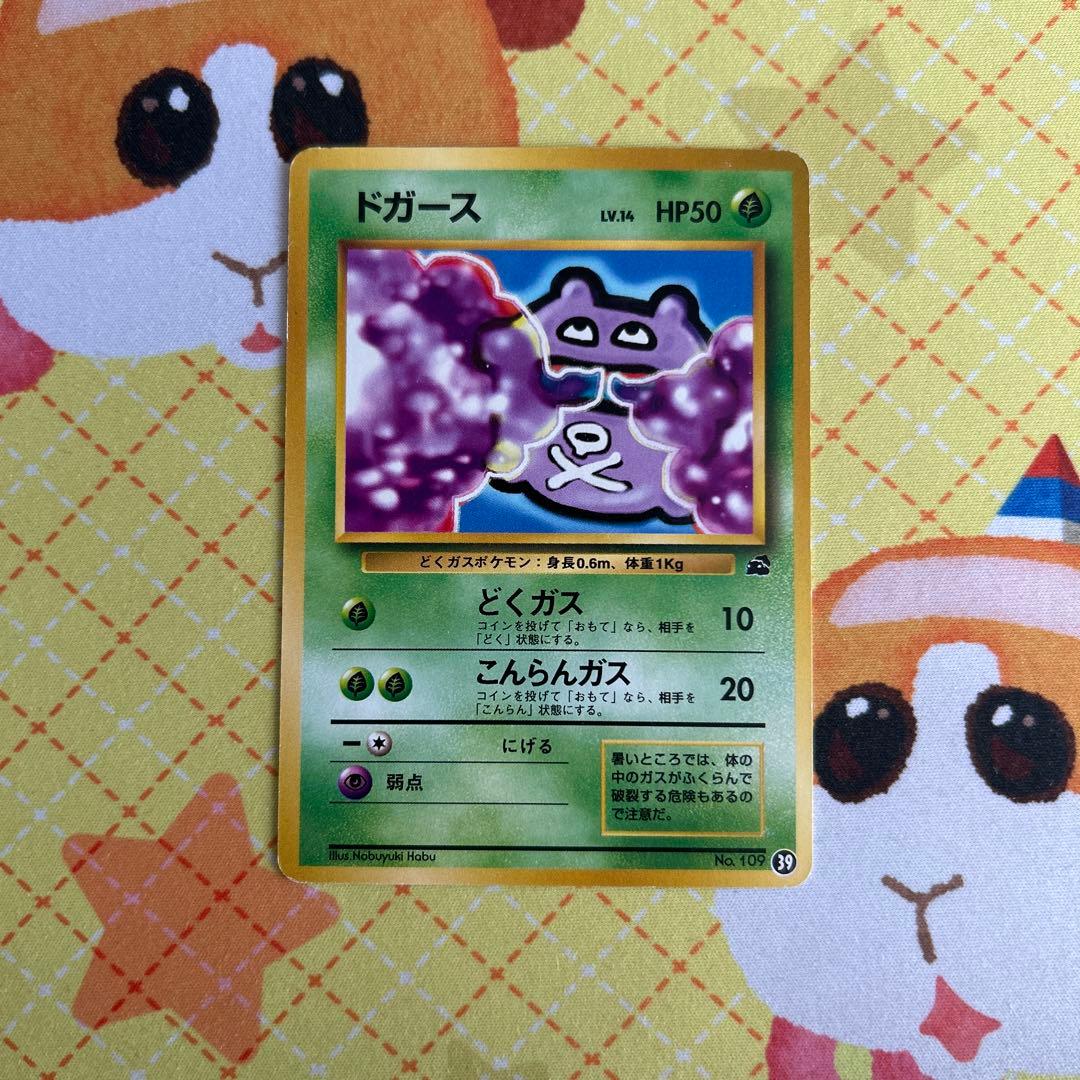 ドガース LV.14 HP50
どくガスポケモン：身長0.6m、体重1Kg
どくガス 10
コインを投げて「おもて」なら、相手を
「どく」状態にする。
こんらんガス 20
コインを投げて「おもて」なら、相手を
「こんらん」状態にする。
ー にげる
弱点
暑いところでは、体の
中のガスがふくらんで
破裂する危険もあるの
で注意だ。
Illus.Nobuyuki Habu No. 109 39